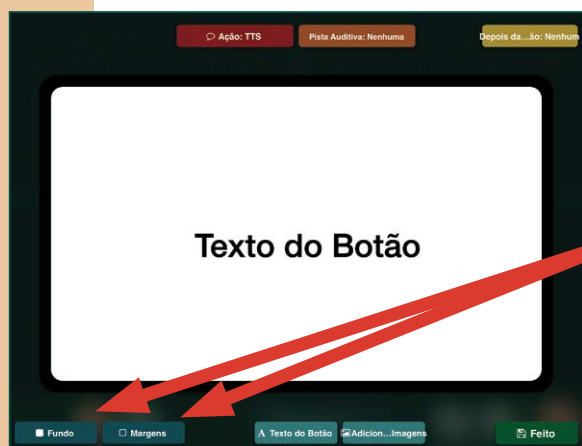 Ação: TTS
Pista Auditiva: Nenhuma
Depois da...ão: Nenhum
Texto do Botão
Fundo
Margens
A Texto do Botão
Adicion...Imagens
Feito